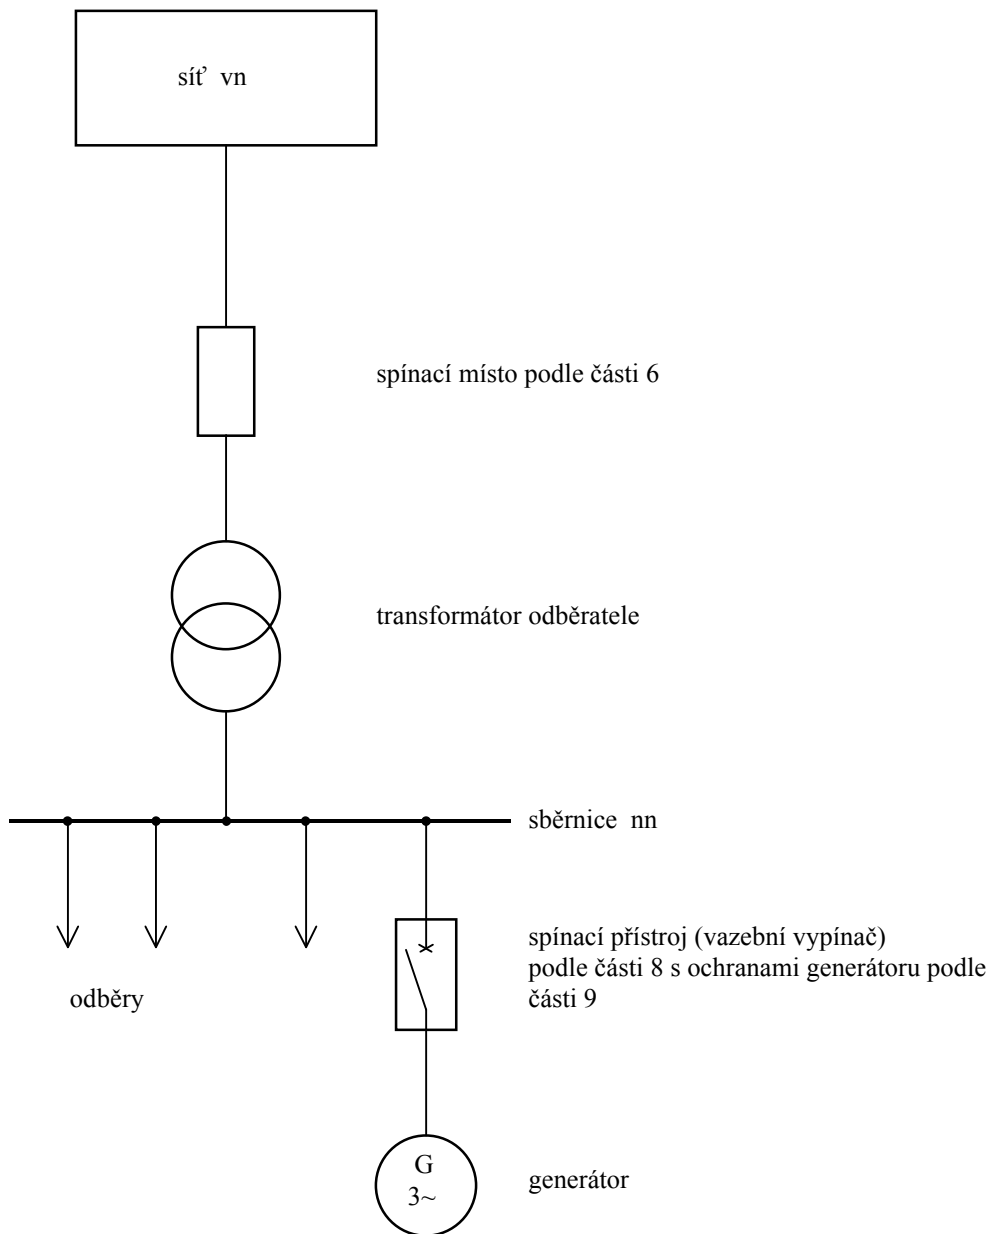 síť vn
spínací místo podle části 6
transformátor odběratele
sběrnice nn
spínací přístroj (vazební vypínač)
podle části 8 s ochranami generátoru podle
části 9
odběry
G
3~
generátor